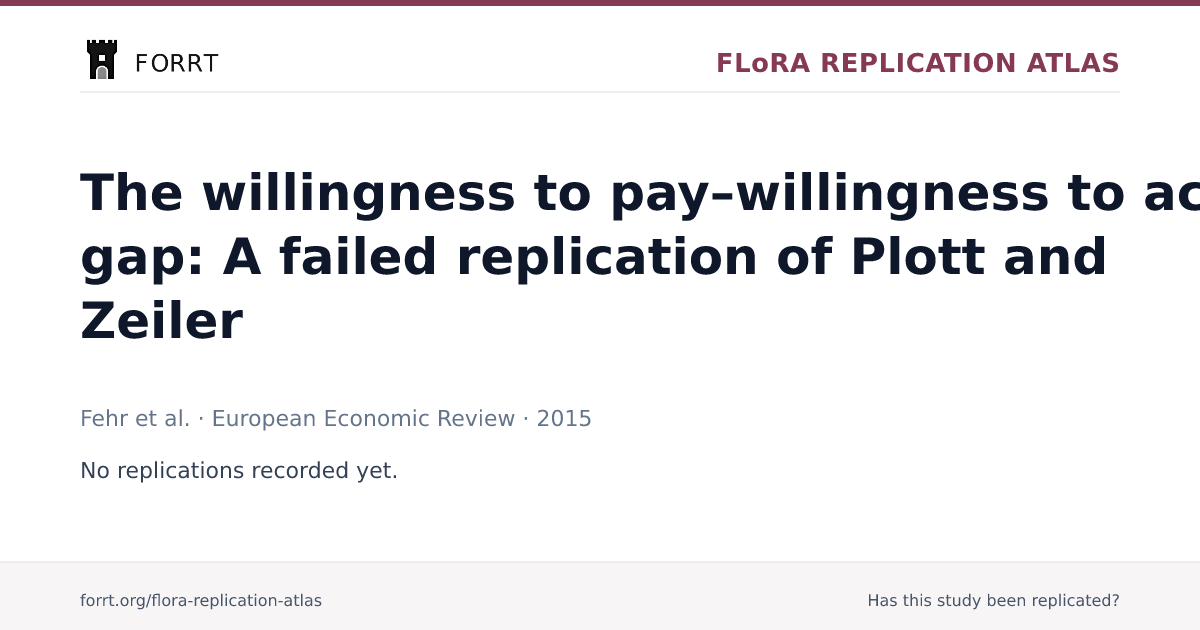 FORRT
FLoRA REPLICATION ATLAS
The willingness to pay–willingness to ac
gap: A failed replication of Plott and
Zeiler
Fehr et al. · European Economic Review · 2015
No replications recorded yet.
forrt.org/flora-replication-atlas
Has this study been replicated?